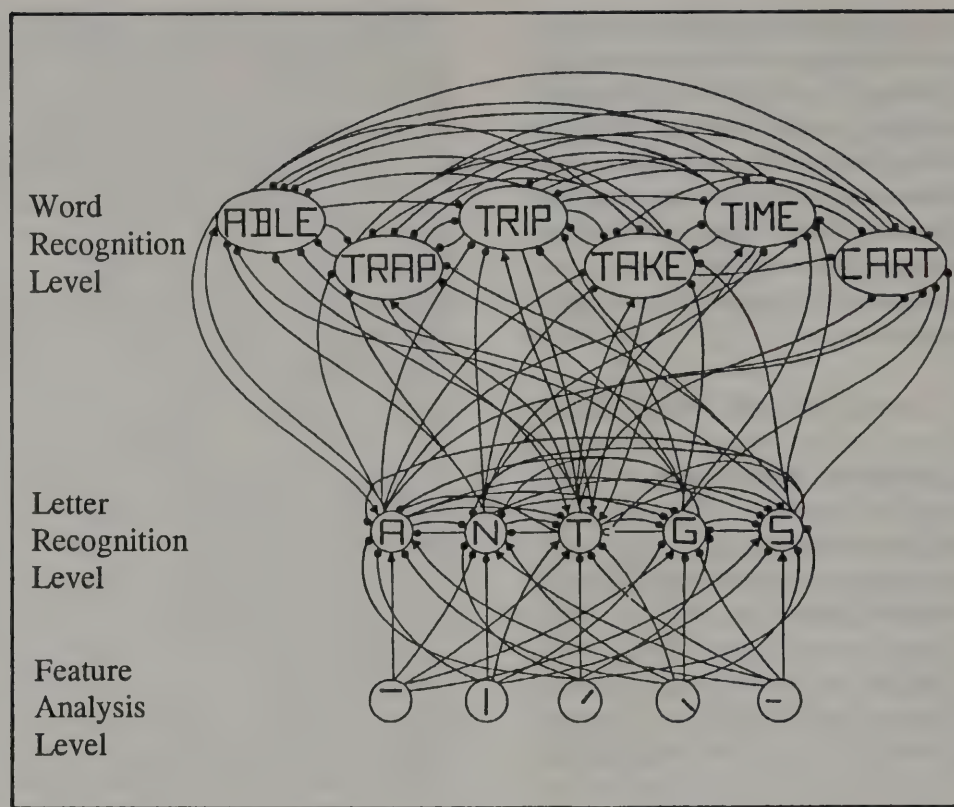 Word
Recognition
Level
ABLE
TRAP
TRIP
TAKE
TIME
CART
Letter
Recognition
Level
A N T G S
Feature
Analysis
Level